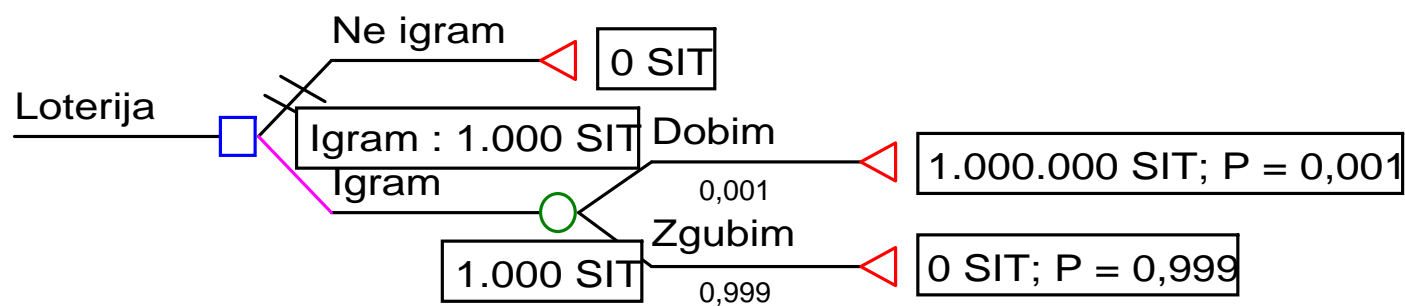 Ne igram
0 SIT
Loterija
Igram : 1.000 SIT
Dobim
1.000.000 SIT; P = 0,001
Igram
0,001
Zgubim
1.000 SIT
0 SIT; P = 0,999
0,999